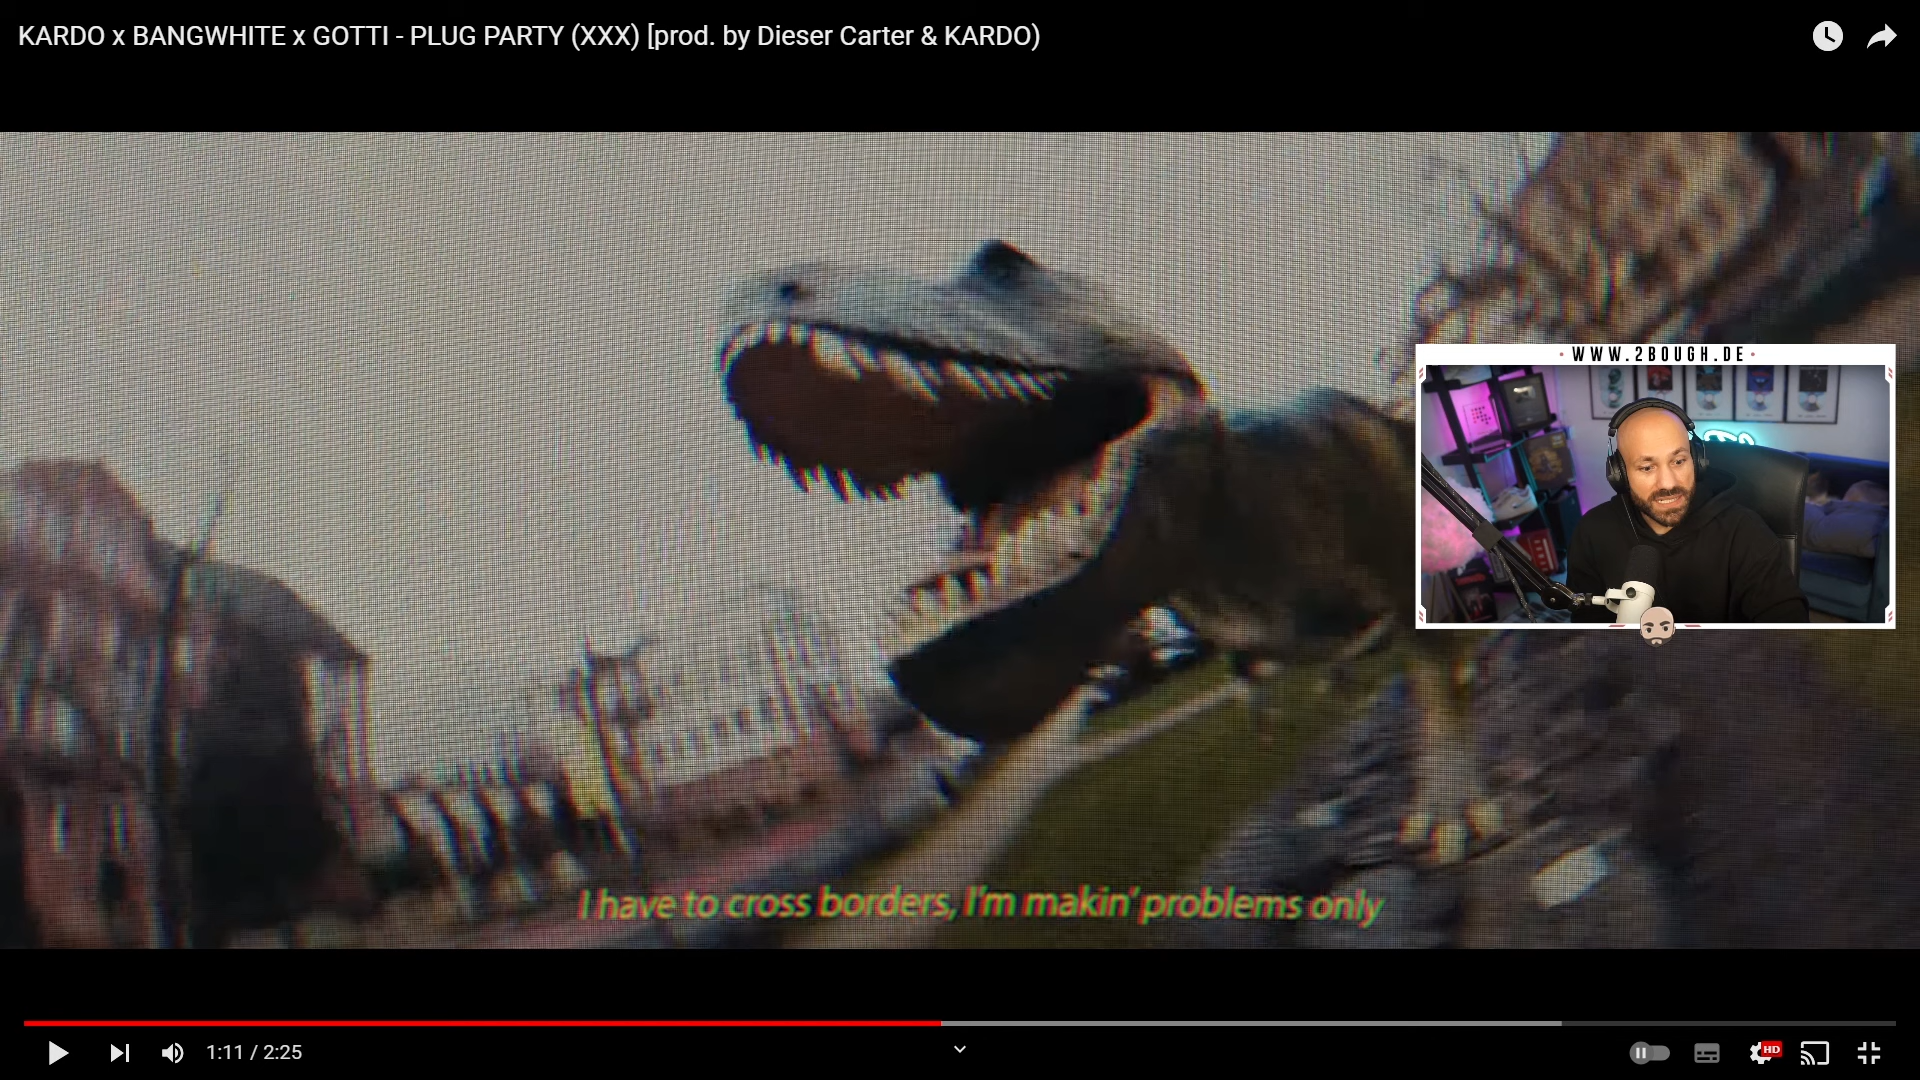 KARDO x BANGWHITE x GOTTI - PLUG PARTY (XXX) [prod. by Dieser Carter & KARDO)
· WWW.2BOUGH.DE ·
I have to cross borders, I'm makin' problems only
1:11 / 2:25
HD